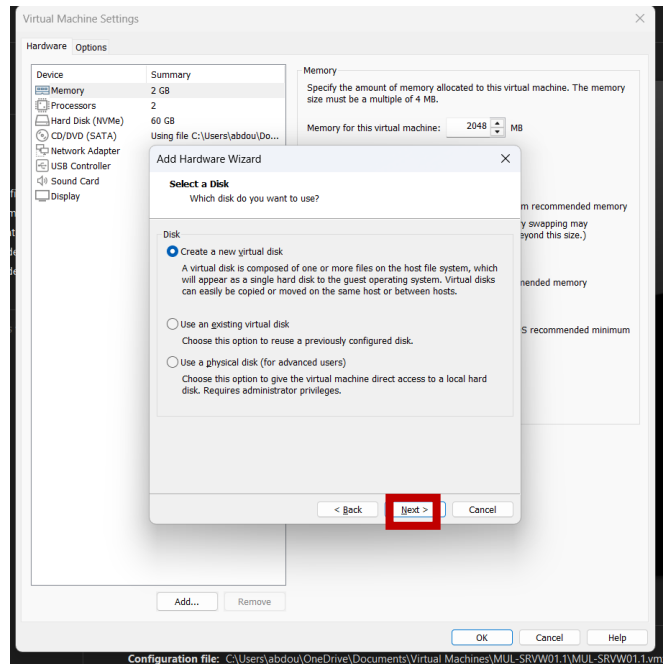 Virtual Machine Settings
Hardware Options
Device Summary
Memory 2 GB
Processors 2
Hard Disk (NVMe) 60 GB
CD/DVD (SATA) Using file C:\Users\abdou\Do...
Network Adapter
USB Controller
Sound Card
Display
Add... Remove
Memory
Specify the amount of memory allocated to this virtual machine. The memory
size must be a multiple of 4 MB.
Memory for this virtual machine: 2048 MB
m recommended memory
y swapping may
eyond this size.)
mended memory
S recommended minimum
Add Hardware Wizard
Select a Disk
Which disk do you want to use?
Disk
Create a new virtual disk
A virtual disk is composed of one or more files on the host file system, which
will appear as a single hard disk to the guest operating system. Virtual disks
can easily be copied or moved on the same host or between hosts.
Use an existing virtual disk
Choose this option to reuse a previously configured disk.
Use a physical disk (for advanced users)
Choose this option to give the virtual machine direct access to a local hard
disk. Requires administrator privileges.
< Back Next > Cancel
OK Cancel Help
Configuration file: C:\Users\abdou\OneDrive\Documents\Virtual Machines\MUL-SRVW01.1\MUL-SRVW01.1.vm